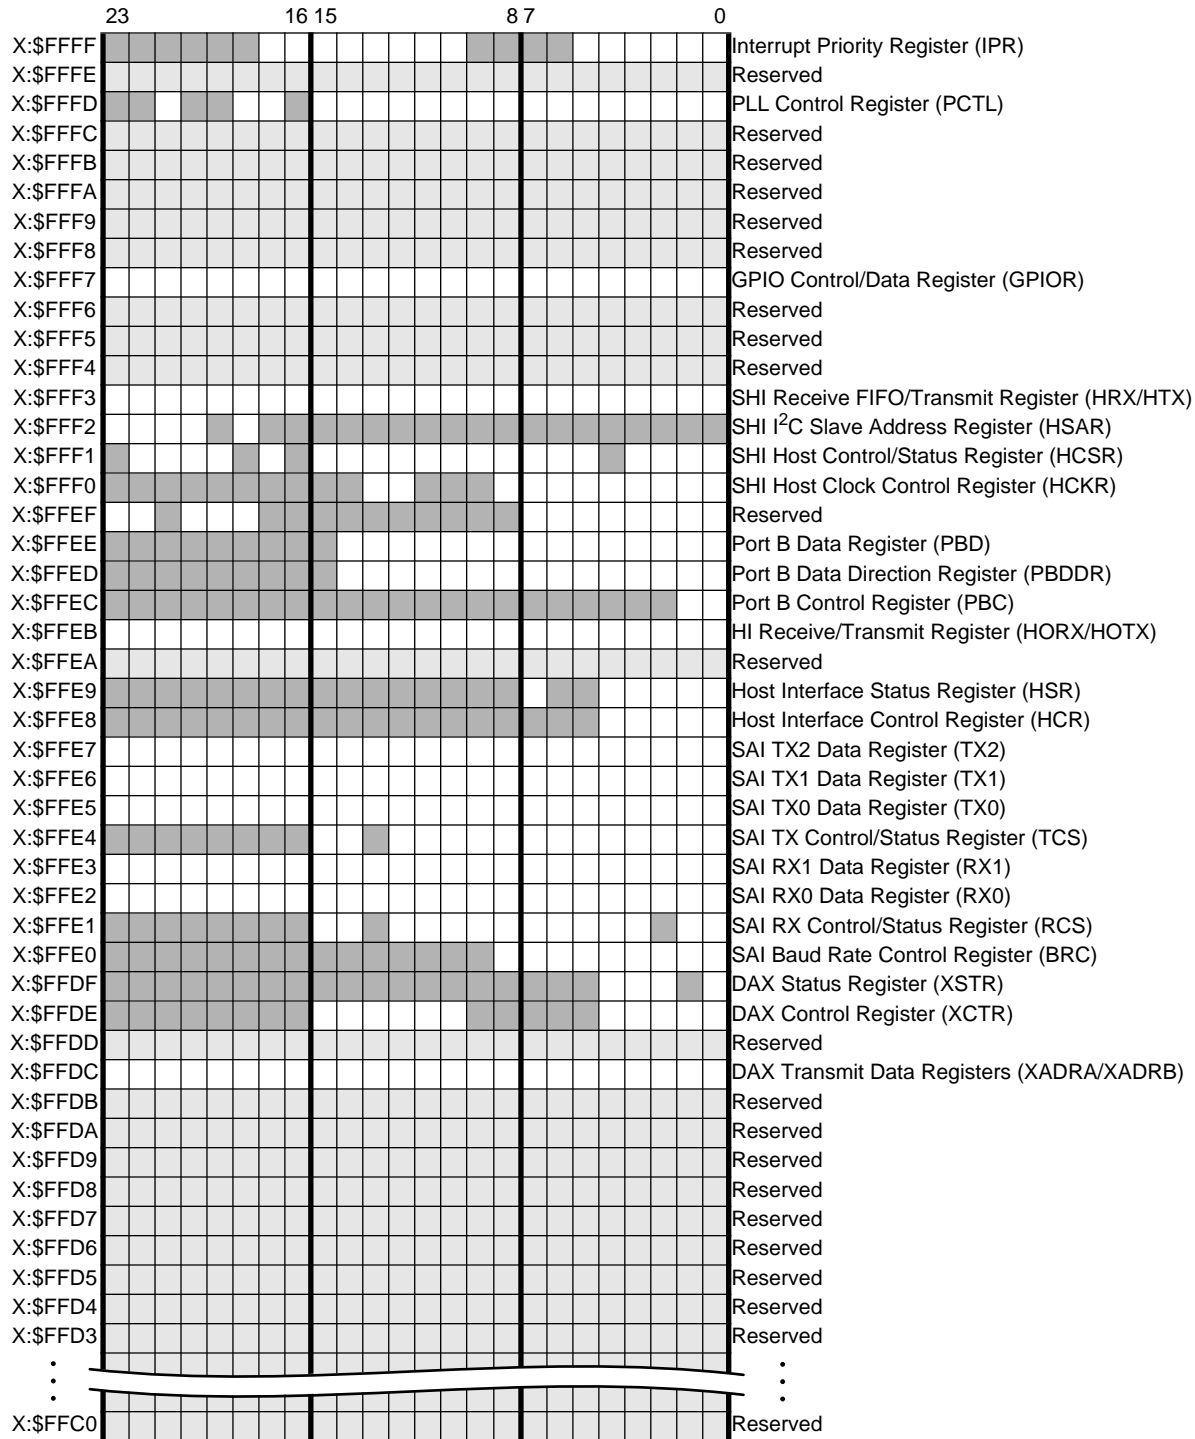 23 16 15 8 7 0
X:$FFFF Interrupt Priority Register (IPR)
X:$FFFE Reserved
X:$FFFD PLL Control Register (PCTL)
X:$FFFC Reserved
X:$FFFB Reserved
X:$FFFA Reserved
X:$FFF9 Reserved
X:$FFF8 Reserved
X:$FFF7 GPIO Control/Data Register (GPIOR)
X:$FFF6 Reserved
X:$FFF5 Reserved
X:$FFF4 Reserved
X:$FFF3 SHI Receive FIFO/Transmit Register (HRX/HTX)
X:$FFF2 SHI I²C Slave Address Register (HSAR)
X:$FFF1 SHI Host Control/Status Register (HCSR)
X:$FFF0 SHI Host Clock Control Register (HCKR)
X:$FFEF Reserved
X:$FFEE Port B Data Register (PBD)
X:$FFED Port B Data Direction Register (PBDDR)
X:$FFEC Port B Control Register (PBC)
X:$FFEB HI Receive/Transmit Register (HORX/HOTX)
X:$FFEA Reserved
X:$FFE9 Host Interface Status Register (HSR)
X:$FFE8 Host Interface Control Register (HCR)
X:$FFE7 SAI TX2 Data Register (TX2)
X:$FFE6 SAI TX1 Data Register (TX1)
X:$FFE5 SAI TX0 Data Register (TX0)
X:$FFE4 SAI TX Control/Status Register (TCS)
X:$FFE3 SAI RX1 Data Register (RX1)
X:$FFE2 SAI RX0 Data Register (RX0)
X:$FFE1 SAI RX Control/Status Register (RCS)
X:$FFE0 SAI Baud Rate Control Register (BRC)
X:$FFDF DAX Status Register (XSTR)
X:$FFDE DAX Control Register (XCTR)
X:$FFDD Reserved
X:$FFDC DAX Transmit Data Registers (XADRA/XADRB)
X:$FFDB Reserved
X:$FFDA Reserved
X:$FFD9 Reserved
X:$FFD8 Reserved
X:$FFD7 Reserved
X:$FFD6 Reserved
X:$FFD5 Reserved
X:$FFD4 Reserved
X:$FFD3 Reserved
X:$FFC0 Reserved